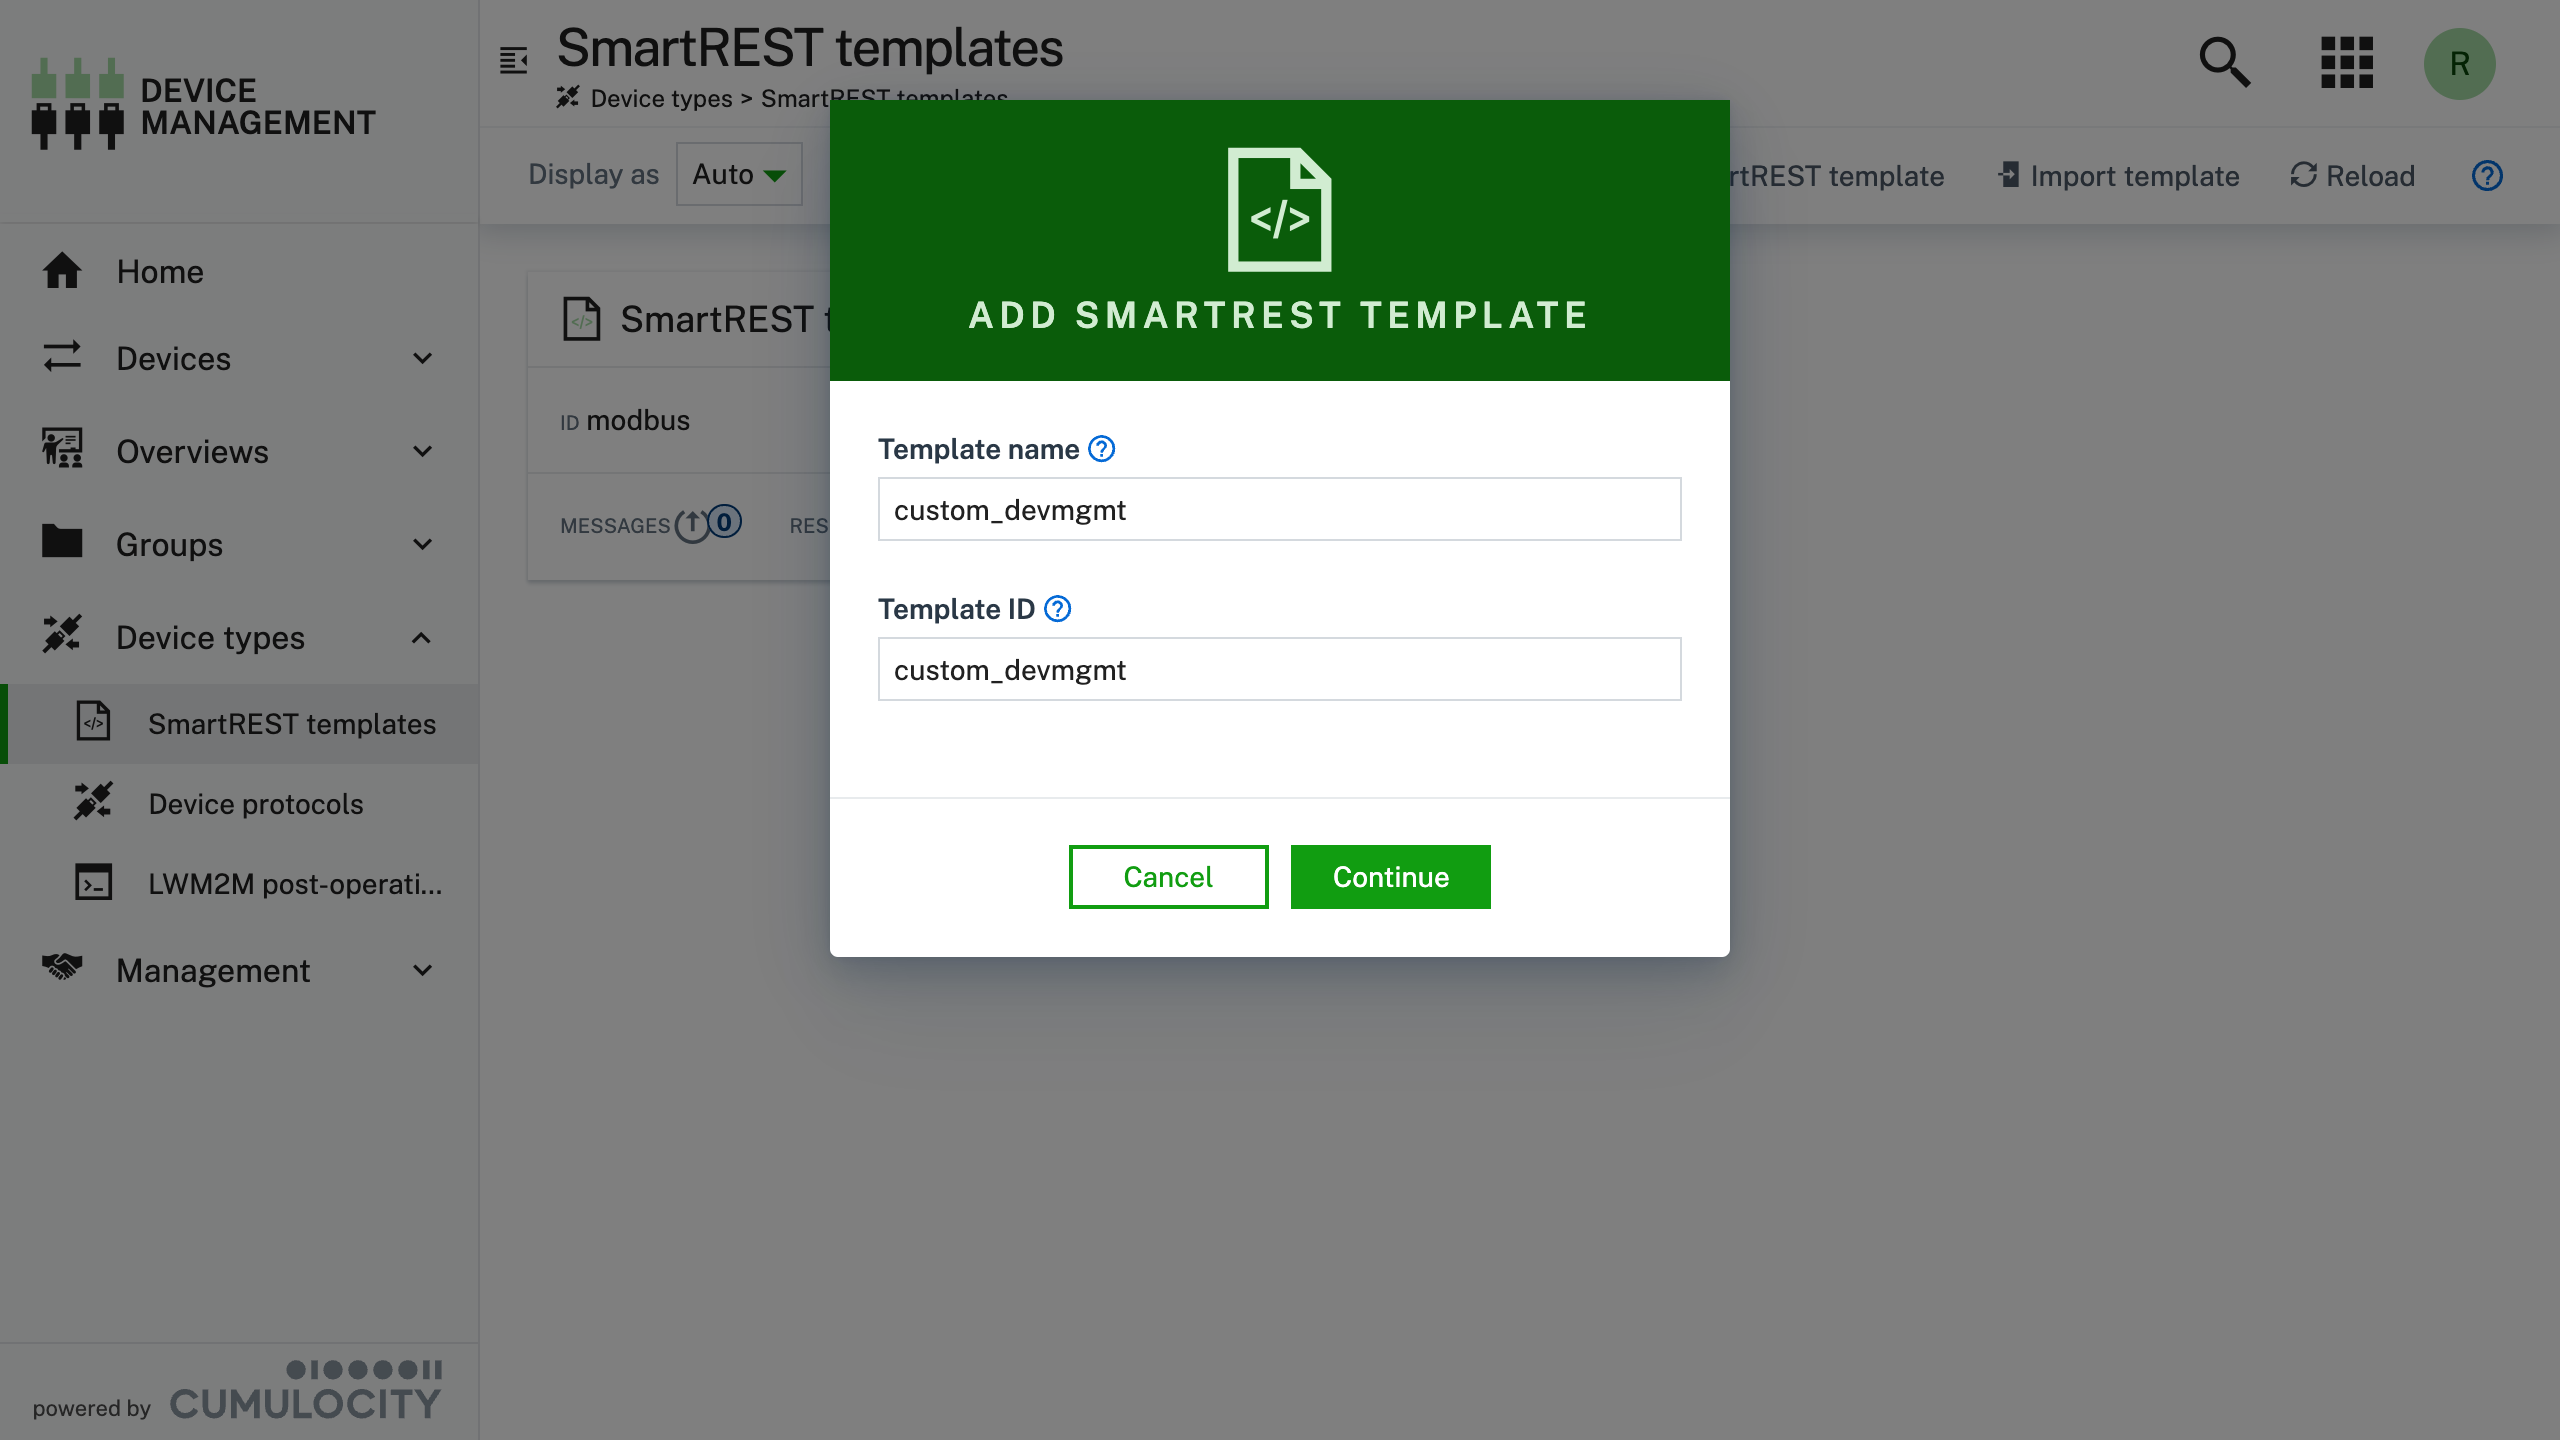 DEVICE
MANAGEMENT
Home
Devices
Overviews
Groups
Device types
</> SmartREST templates
Device protocols
LWM2M post-operati...
Management
powered by CUMULOCITY
SmartREST templates
Device types > SmartREST templates
R
Display as Auto
rtREST template
Import template
Reload
?
</> SmartREST t
ID modbus
MESSAGES 0 RES
</>
ADD SMARTREST TEMPLATE
Template name ?
custom_devmgmt
Template ID ?
custom_devmgmt
Cancel
Continue